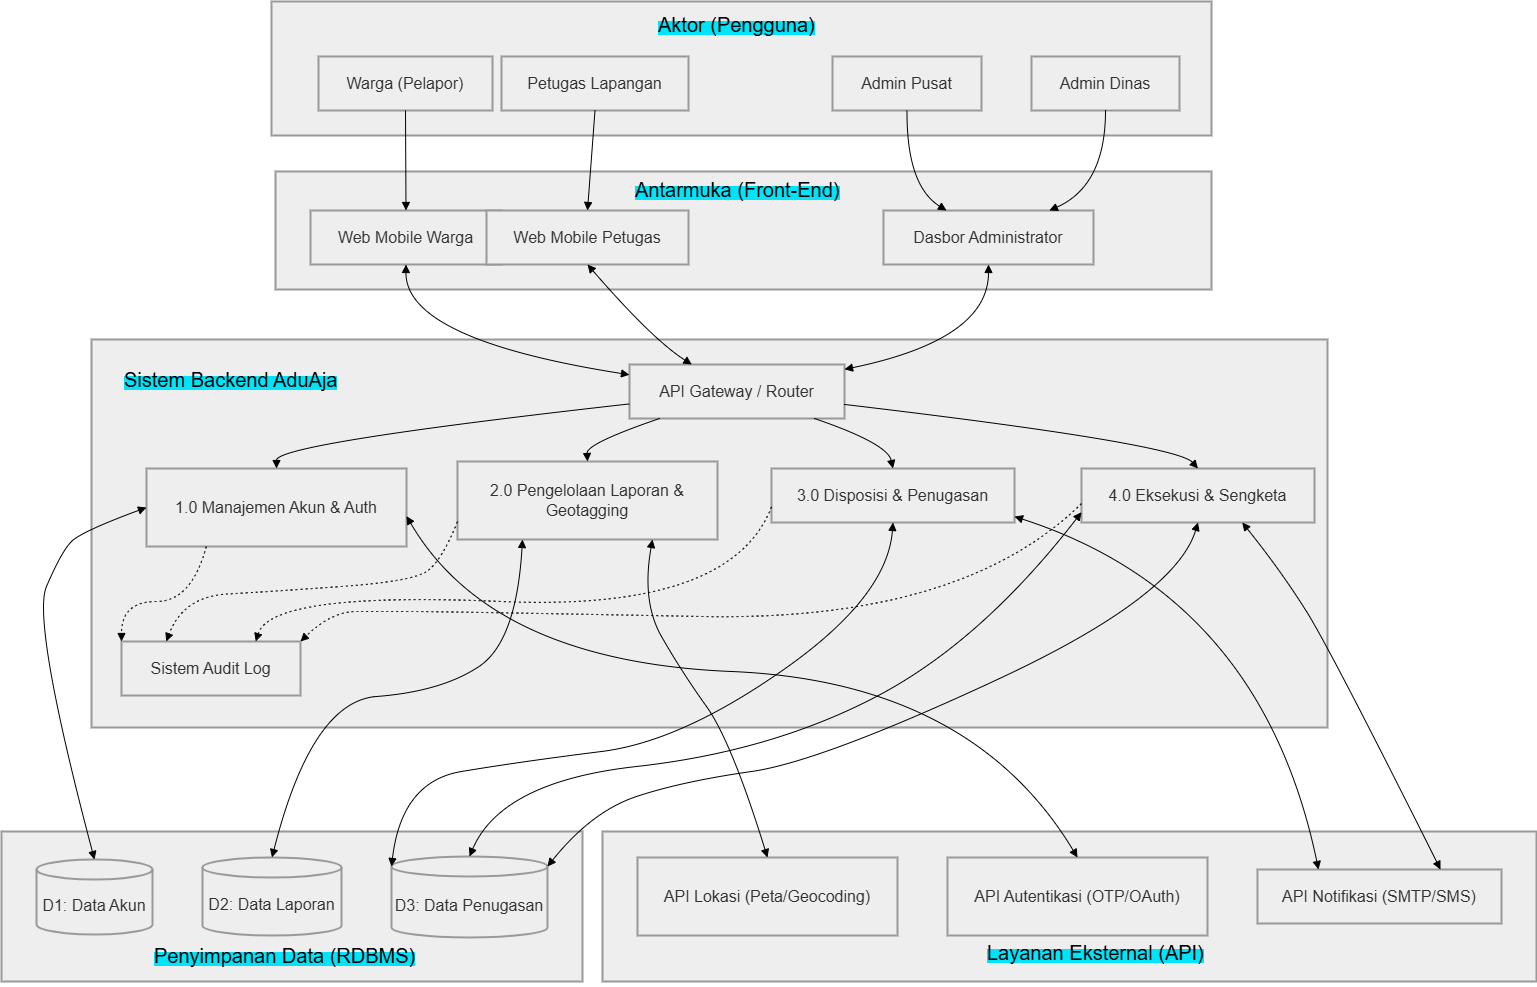 Aktor (Pengguna)
Warga (Pelapor)
Petugas Lapangan
Admin Pusat
Admin Dinas
Antarmuka (Front-End)
Web Mobile Warga
Web Mobile Petugas
Dasbor Administrator
Sistem Backend AduAja
API Gateway / Router
1.0 Manajemen Akun & Auth
2.0 Pengelolaan Laporan &
Geotagging
3.0 Disposisi & Penugasan
4.0 Eksekusi & Sengketa
Sistem Audit Log
D1: Data Akun
D2: Data Laporan
D3: Data Penugasan
Penyimpanan Data (RDBMS)
API Lokasi (Peta/Geocoding)
API Autentikasi (OTP/OAuth)
API Notifikasi (SMTP/SMS)
Layanan Eksternal (API)